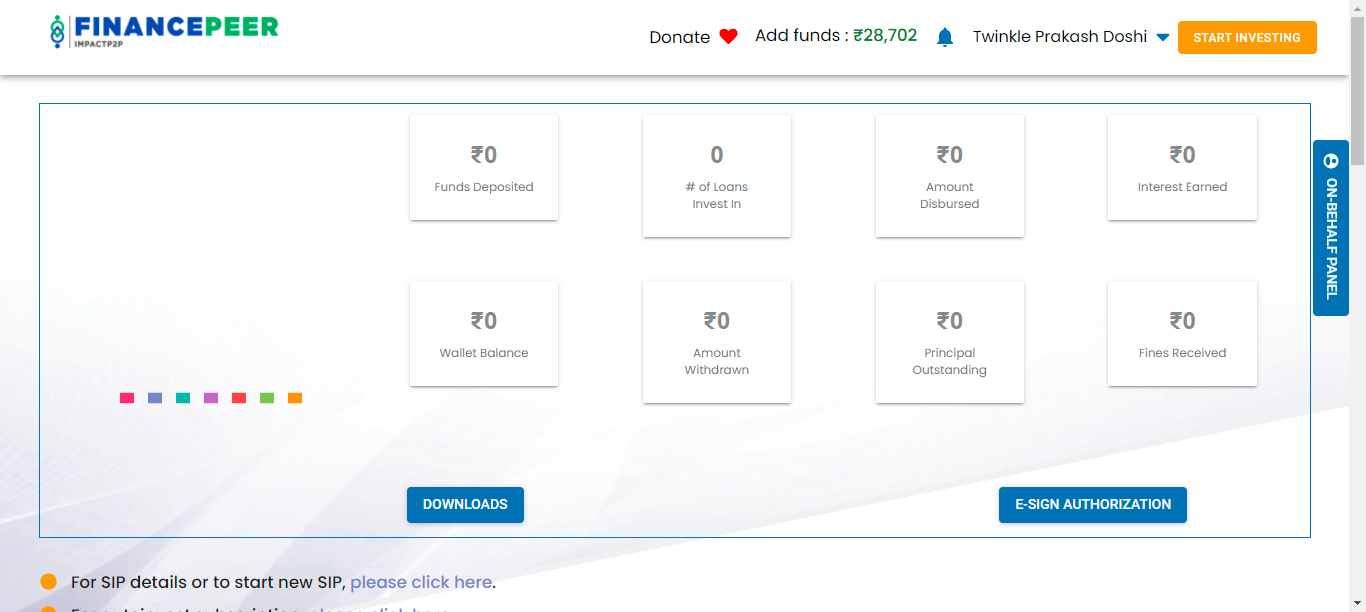 FINANCEPEER
IMPACTP2P
Donate
Add funds : ₹28,702
Twinkle Prakash Doshi
START INVESTING
₹0
Funds Deposited
0
# of Loans
Invest In
₹0
Amount
Disbursed
₹0
Interest Earned
ON-BEHALF PANEL
₹0
Wallet Balance
₹0
Amount
Withdrawn
₹0
Principal
Outstanding
₹0
Fines Received
DOWNLOADS
E-SIGN AUTHORIZATION
For SIP details or to start new SIP, please click here.